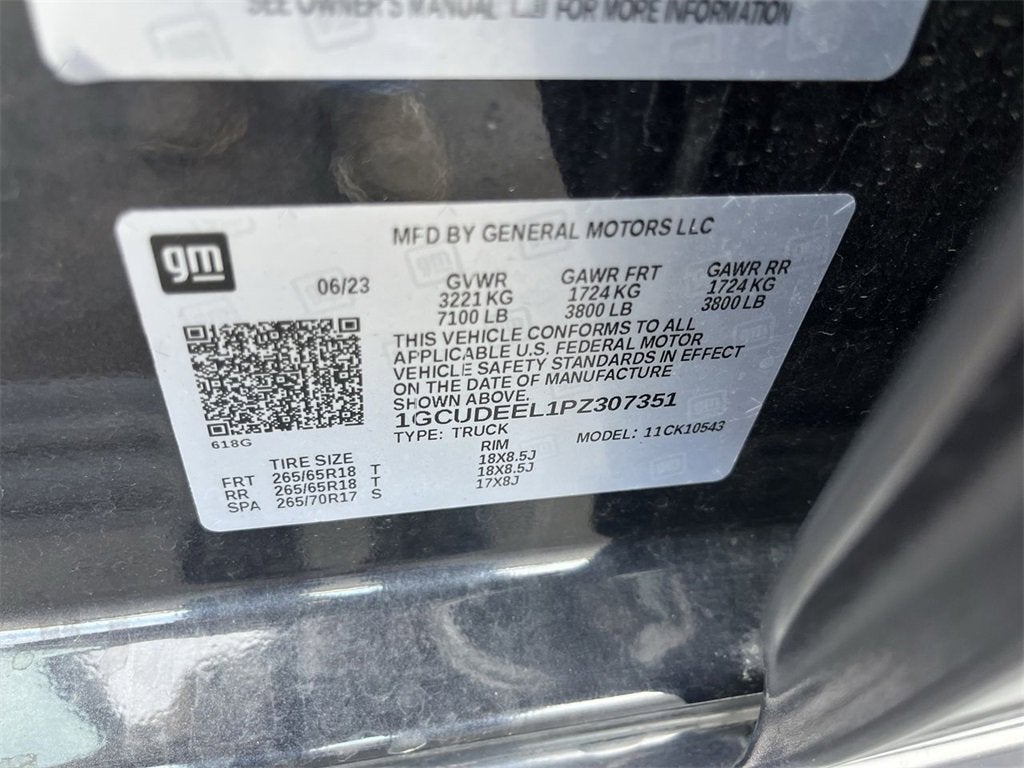 SEE OWNER'S MANUAL FOR MORE INFORMATION
gm
MFD BY GENERAL MOTORS LLC
06/23
GVWR GAWR FRT GAWR RR
3221 KG 1724 KG 1724 KG
7100 LB 3800 LB 3800 LB
THIS VEHICLE CONFORMS TO ALL
APPLICABLE U.S. FEDERAL MOTOR
VEHICLE SAFETY STANDARDS IN EFFECT
ON THE DATE OF MANUFACTURE
SHOWN ABOVE.
1GCUDEEL1PZ307351
TYPE: TRUCK MODEL: 11CK10543
618G
TIRE SIZE RIM
FRT 265/65R18 T 18X8.5J
RR 265/65R18 T 18X8.5J
SPA 265/70R17 S 17X8J